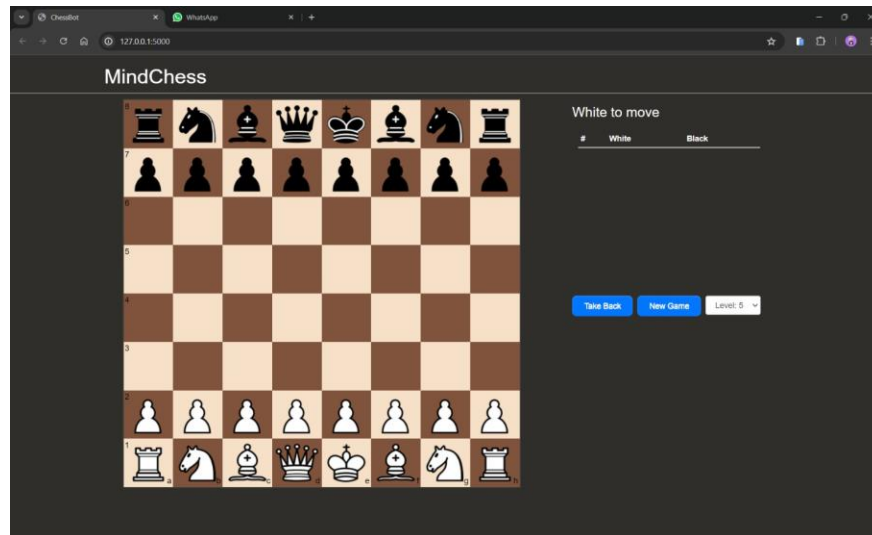 ChessBot
WhatsApp
127.0.0.1:5000
MindChess
White to move
# White Black
8
7
6
5
4
3
2
1
a b c d e f g h
Take Back
New Game
Level: 5